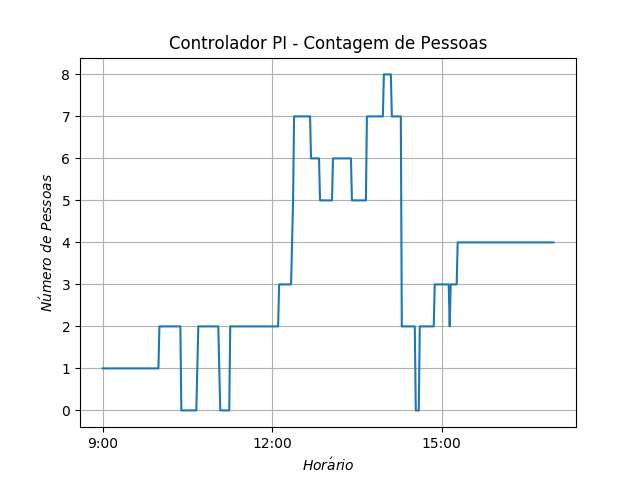 Controlador PI - Contagem de Pessoas
8
7
6
5
4
3
2
1
0
Número de Pessoas
9:00 12:00 15:00
Horário